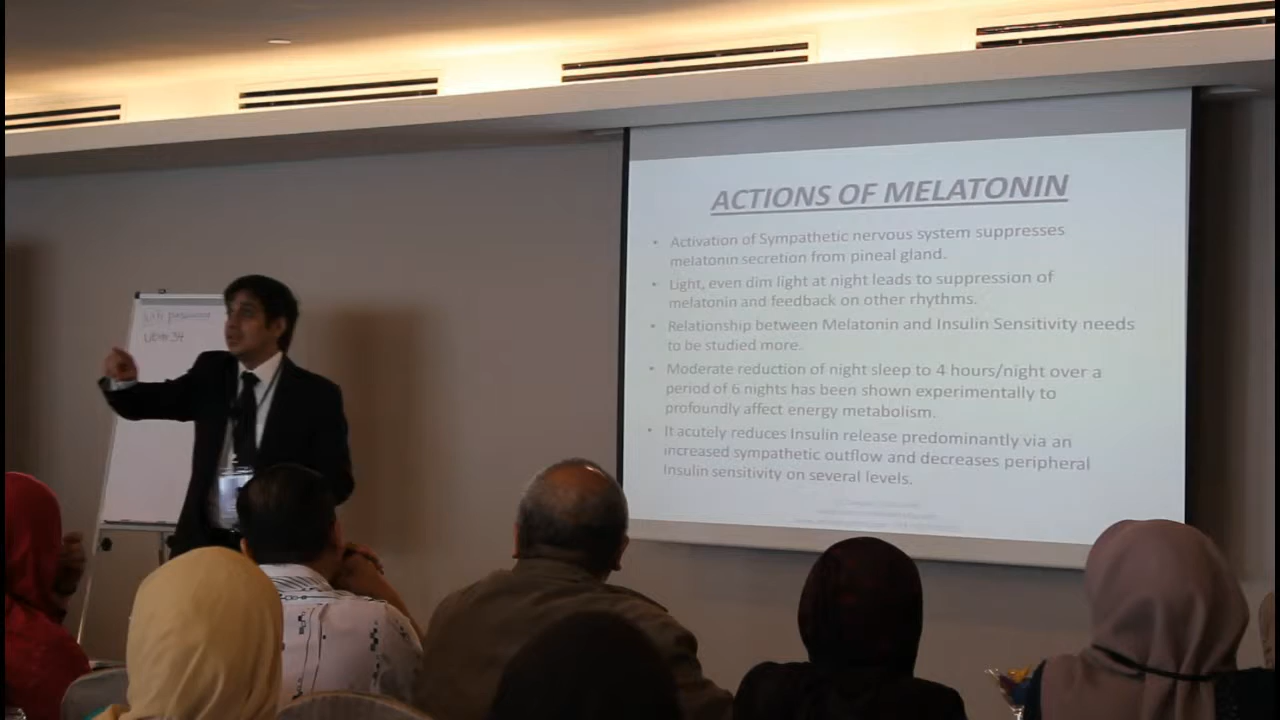 ACTIONS OF MELATONIN
• Activation of Sympathetic nervous system suppresses
melatonin secretion from pineal gland.
• Light, even dim light at night leads to suppression of
melatonin and feedback on other rhythms.
• Relationship between Melatonin and Insulin Sensitivity needs
to be studied more.
• Moderate reduction of night sleep to 4 hours/night over a
period of 6 nights has been shown experimentally to
profoundly affect energy metabolism.
• It acutely reduces Insulin release predominantly via an
increased sympathetic outflow and decreases peripheral
Insulin sensitivity on several levels.